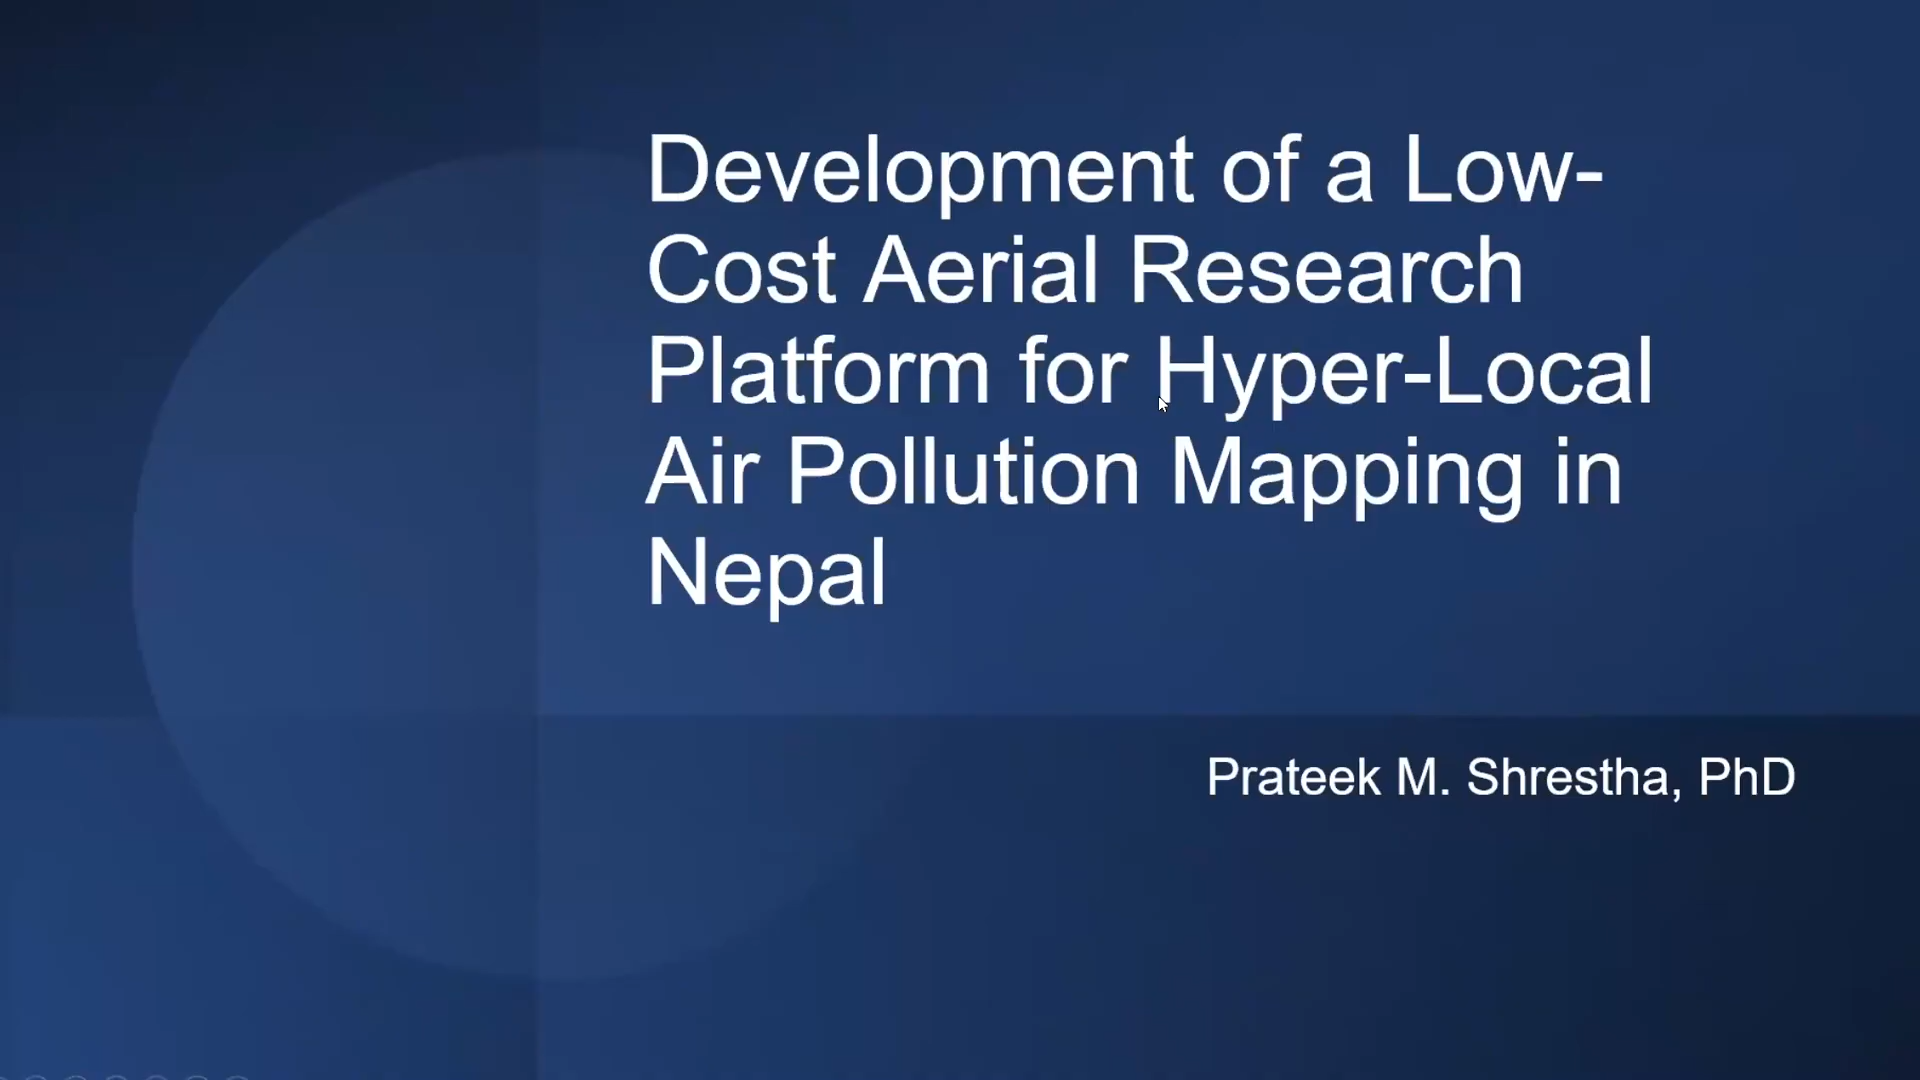 Development of a Low-
Cost Aerial Research
Platform for Hyper-Local
Air Pollution Mapping in
Nepal
Prateek M. Shrestha, PhD